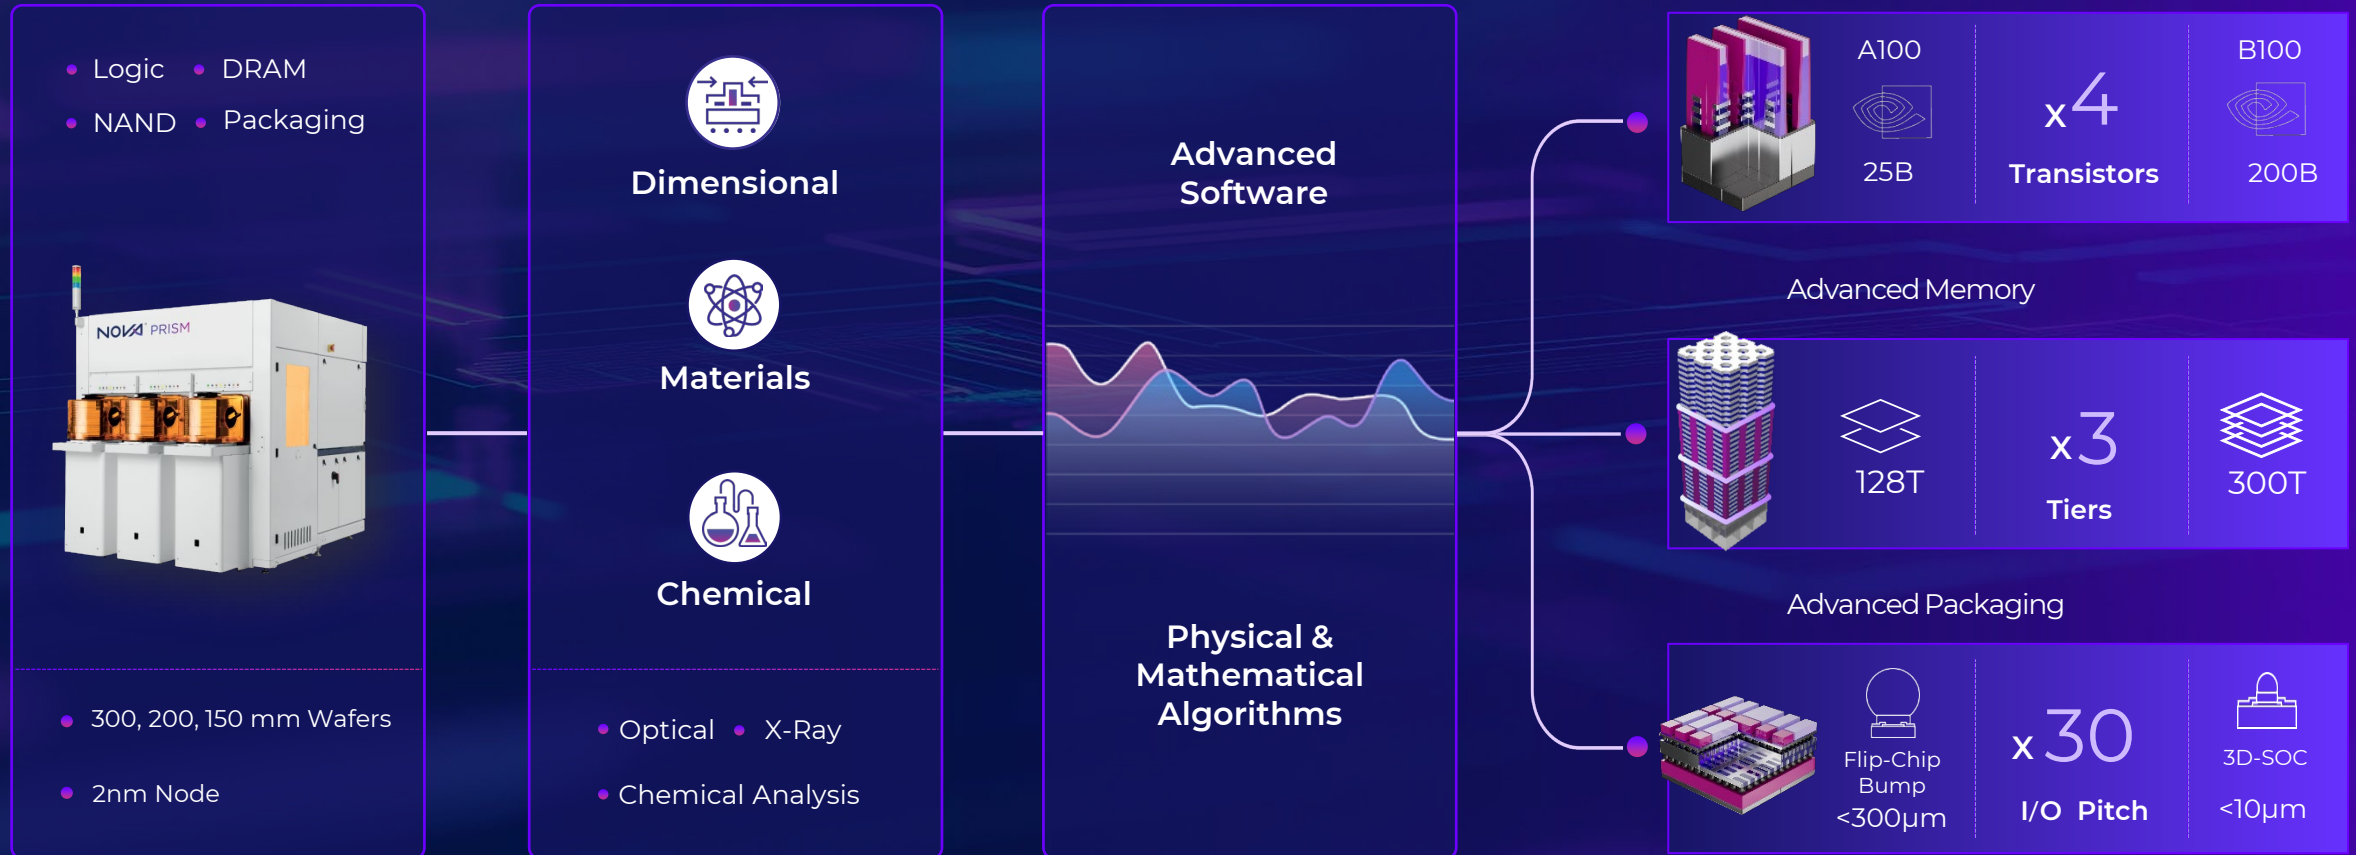 Logic
DRAM
NAND
Packaging
NOVA PRISM
300, 200, 150 mm Wafers
2nm Node
Dimensional
Materials
Chemical
Optical
X-Ray
Chemical Analysis
Advanced
Software
Physical &
Mathematical
Algorithms
A100
25B
x4
Transistors
B100
200B
Advanced Memory
128T
x3
Tiers
300T
Advanced Packaging
Flip-Chip
Bump
<300µm
x30
I/O Pitch
3D-SOC
<10µm